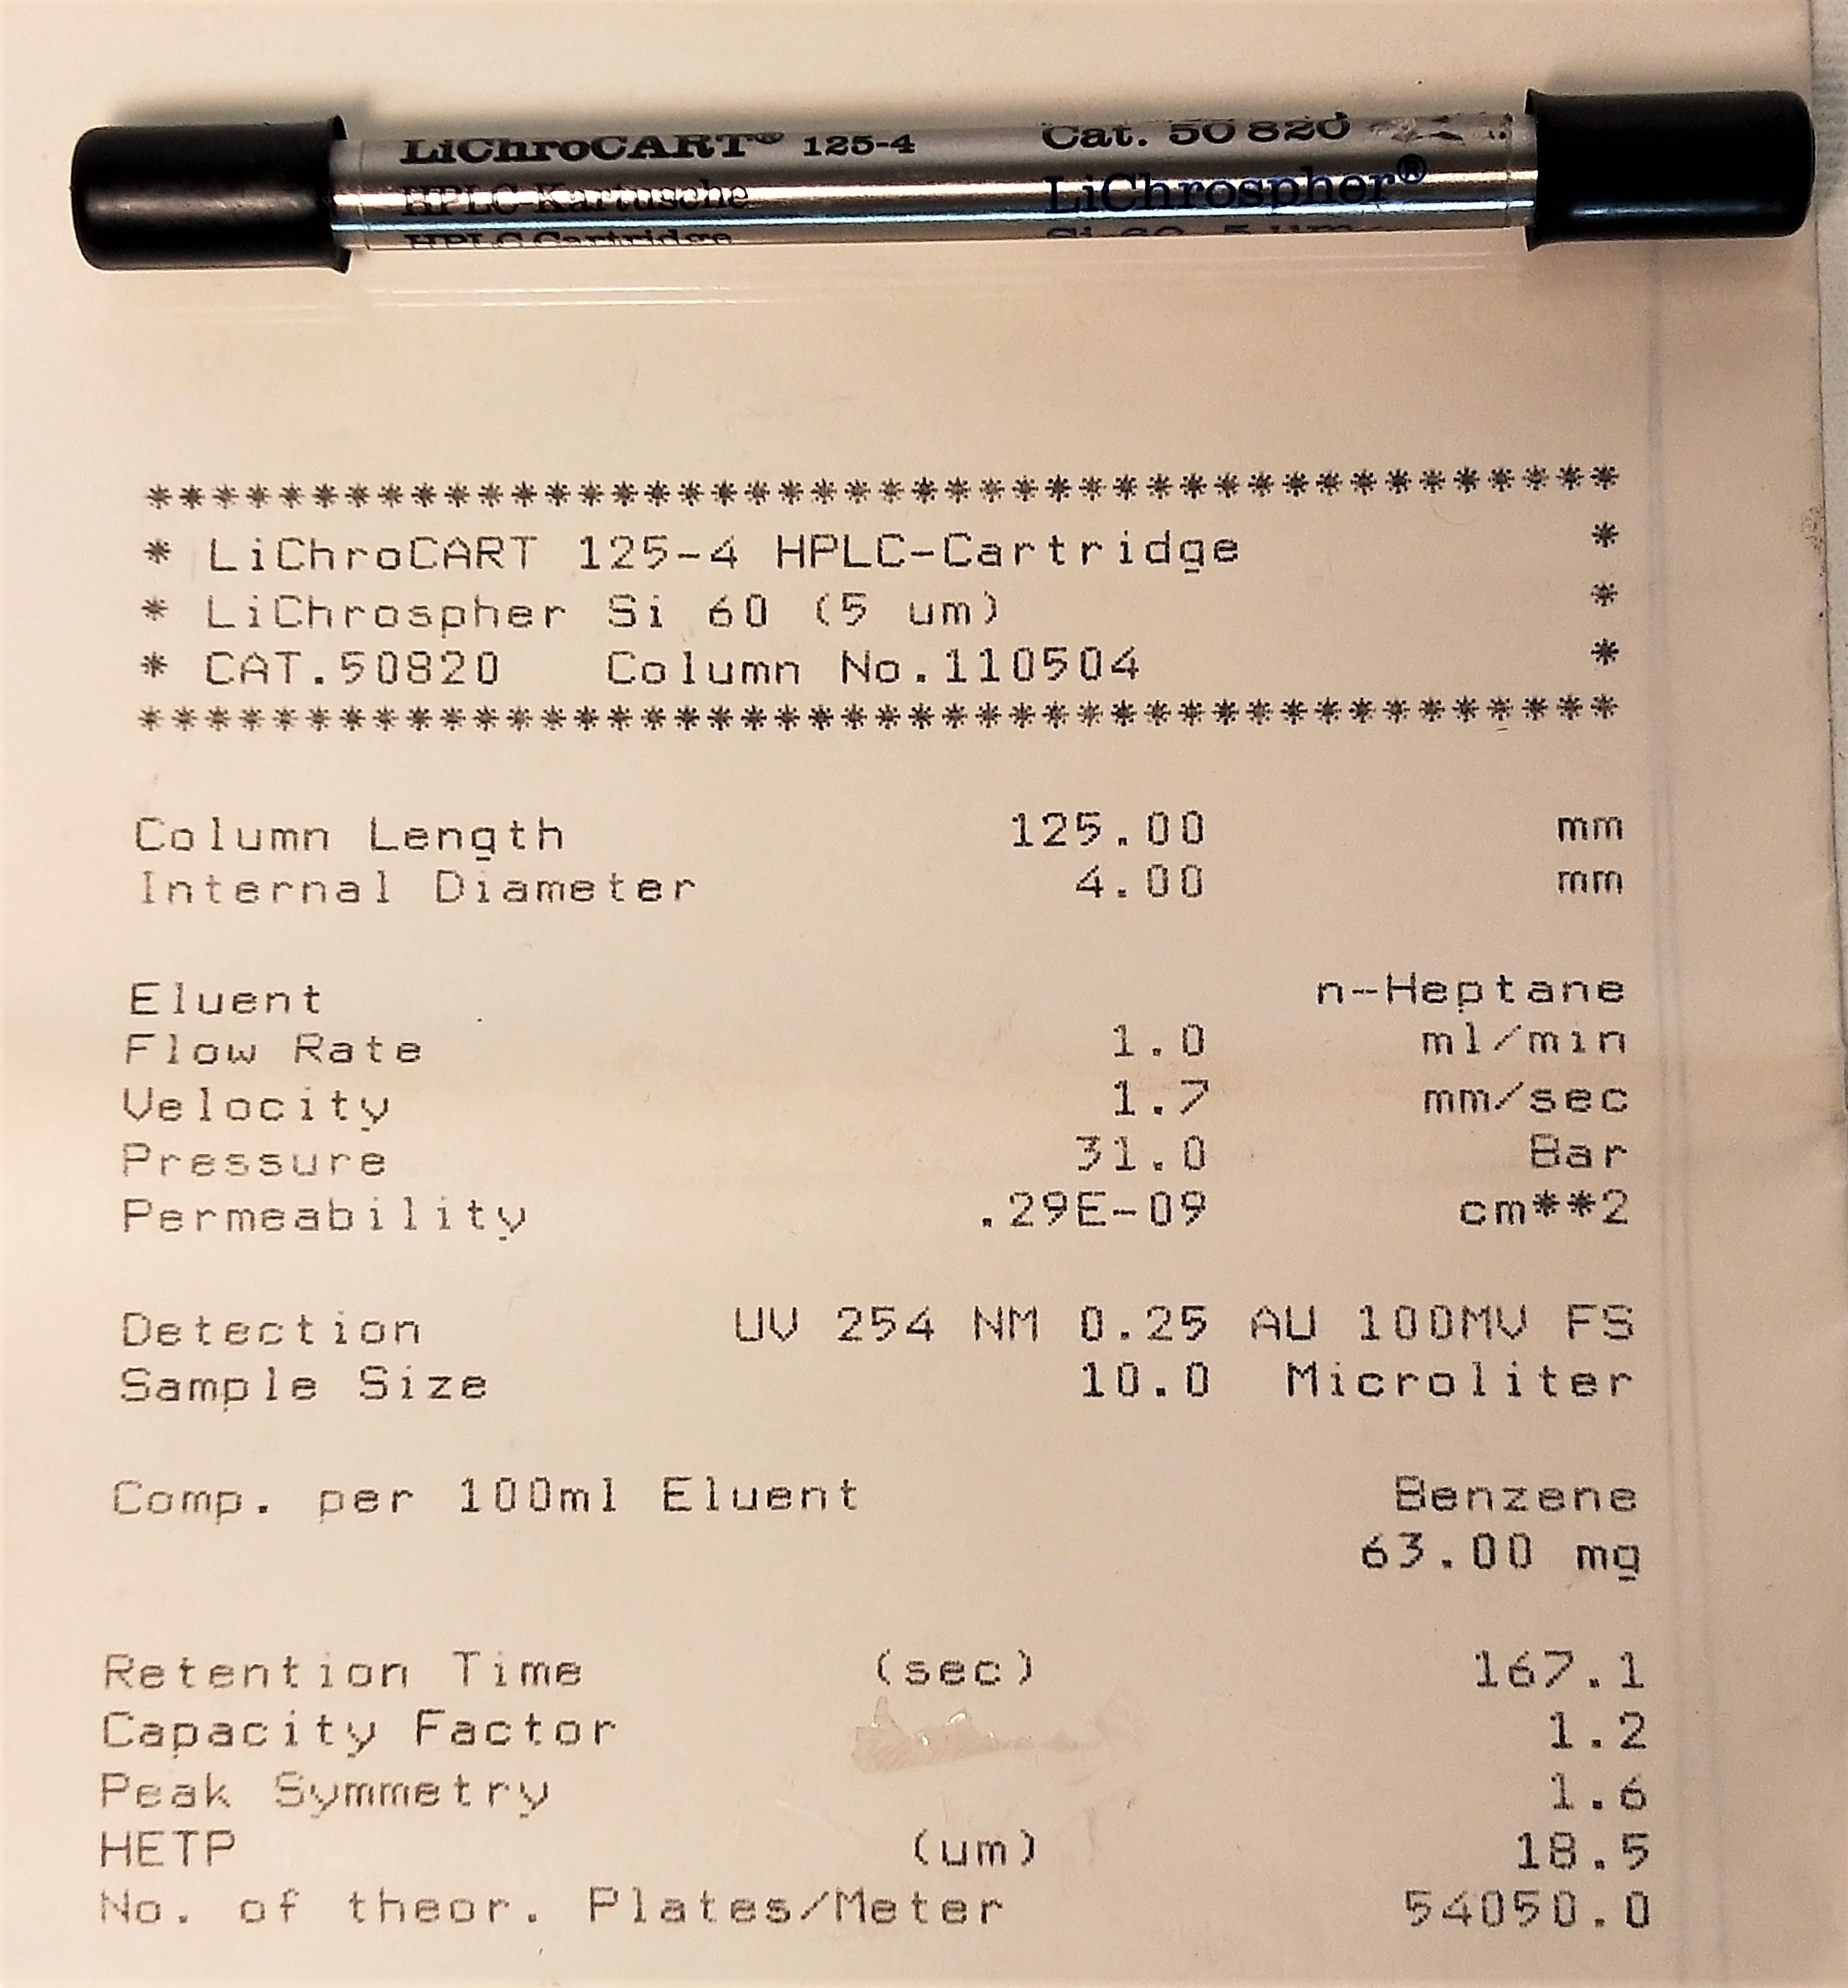 LiChroCART® 125-4 Cat. 50 820
HPLC-Kartusche LiChrospher®
HPLC-Cartridge Si 60, 5 µm
********************************************
* LiChroCART 125-4 HPLC-Cartridge *
* LiChrospher Si 60 (5 um) *
* CAT.50820 Column No.110504 *
********************************************
Column Length 125.00 mm
Internal Diameter 4.00 mm
Eluent n-Heptane
Flow Rate 1.0 ml/min
Velocity 1.7 mm/sec
Pressure 31.0 Bar
Permeability .29E-09 cm**2
Detection UV 254 NM 0.25 AU 100MV FS
Sample Size 10.0 Microliter
Comp. per 100ml Eluent Benzene
63.00 mg
Retention Time (sec) 167.1
Capacity Factor 1.2
Peak Symmetry 1.6
HETP (um) 18.5
No. of theor. Plates/Meter 54050.0